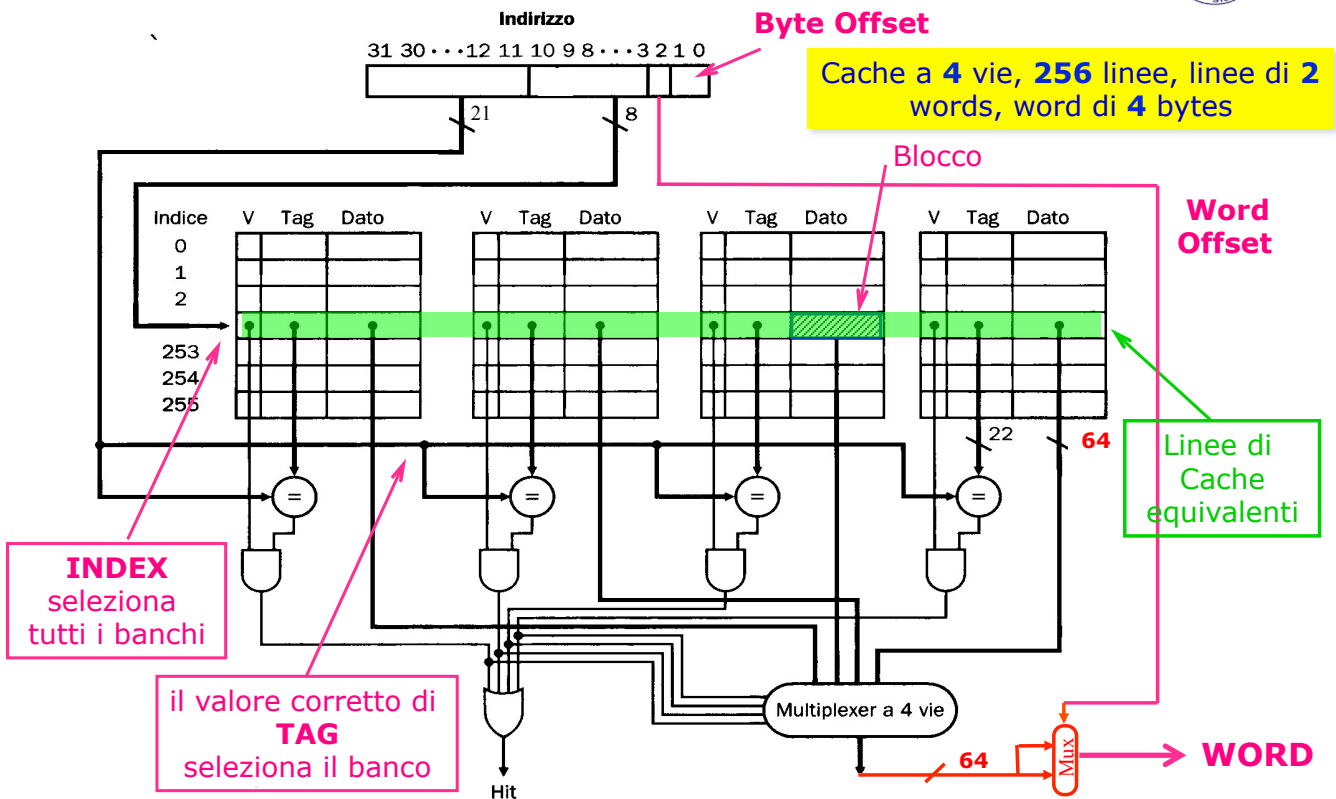 Indirizzo
Byte Offset
31 30 ··· 12 11 10 9 8 ··· 3 2 1 0
Cache a 4 vie, 256 linee, linee di 2
words, word di 4 bytes
21
8
Blocco
Word
Offset
Indice V Tag Dato V Tag Dato V Tag Dato V Tag Dato
0
1
2
253
254
255
22
64
Linee di
Cache
equivalenti
= = = =
INDEX
seleziona
tutti i banchi
il valore corretto di
TAG
seleziona il banco
Multiplexer a 4 vie
64
Mux
WORD
Hit